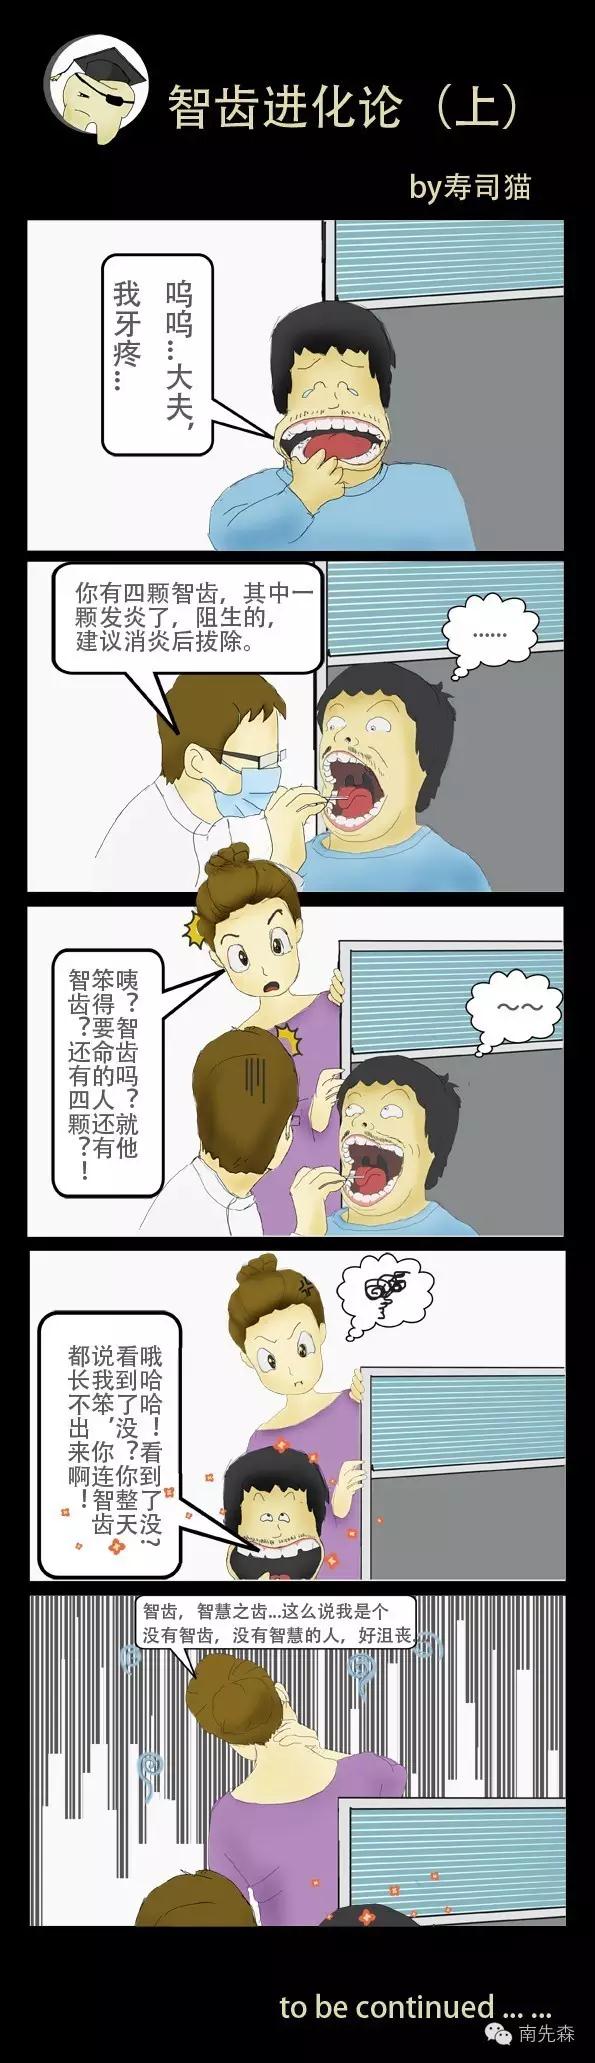 智齿进化论（上）
by寿司猫
呜呜…大夫，
我牙疼…
你有四颗智齿，其中一
颗发炎了，阻生的，
建议消炎后拔除。
……
咦？智齿吗？就他
笨得要命的人还有
智齿？还有四颗？！
～～
哦哈哈！看到了没？
看到了没？你整天
说我笨，你连智齿
都长不出来啊！
智齿，智慧之齿…这么说我是个
没有智齿，没有智慧的人，好沮丧…
to be continued ... ...
南先森